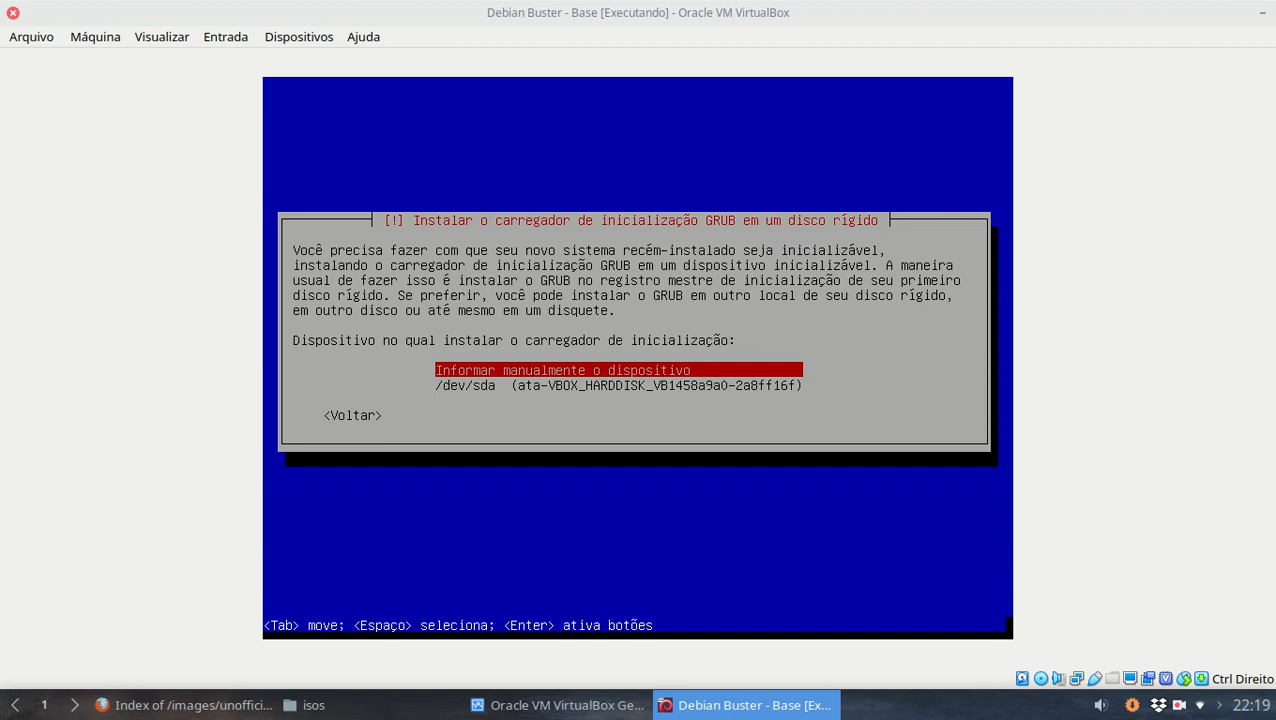 Debian Buster - Base [Executando] - Oracle VM VirtualBox
Arquivo Máquina Visualizar Entrada Dispositivos Ajuda
[!] Instalar o carregador de inicialização GRUB em um disco rígido
Você precisa fazer com que seu novo sistema recém-instalado seja inicializável,
instalando o carregador de inicialização GRUB em um dispositivo inicializável. A maneira
usual de fazer isso é instalar o GRUB no registro mestre de inicialização de seu primeiro
disco rígido. Se preferir, você pode instalar o GRUB em outro local de seu disco rígido,
em outro disco ou até mesmo em um disquete.
Dispositivo no qual instalar o carregador de inicialização:
Informar manualmente o dispositivo
/dev/sda (ata-VBOX_HARDDISK_VB1458a9a0-2a8ff16f)
<Voltar>
<Tab> move; <Espaço> seleciona; <Enter> ativa botões
Ctrl Direito
1 Index of /images/unoffici... isos Oracle VM VirtualBox Ge... Debian Buster - Base [Ex... 22:19